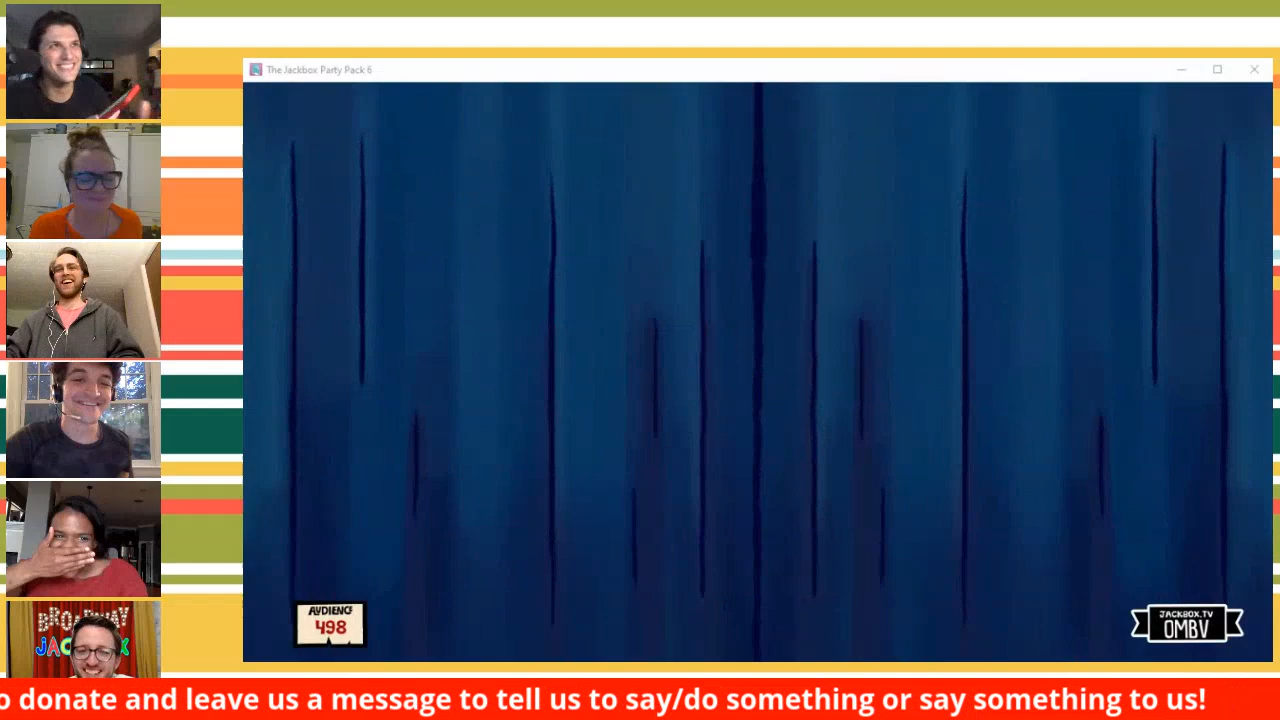 The Jackbox Party Pack 6
AUDIENCE
498
JACKBOX.TV
OMBV
BROADWAY
o donate and leave us a message to tell us to say/do something or say something to us!